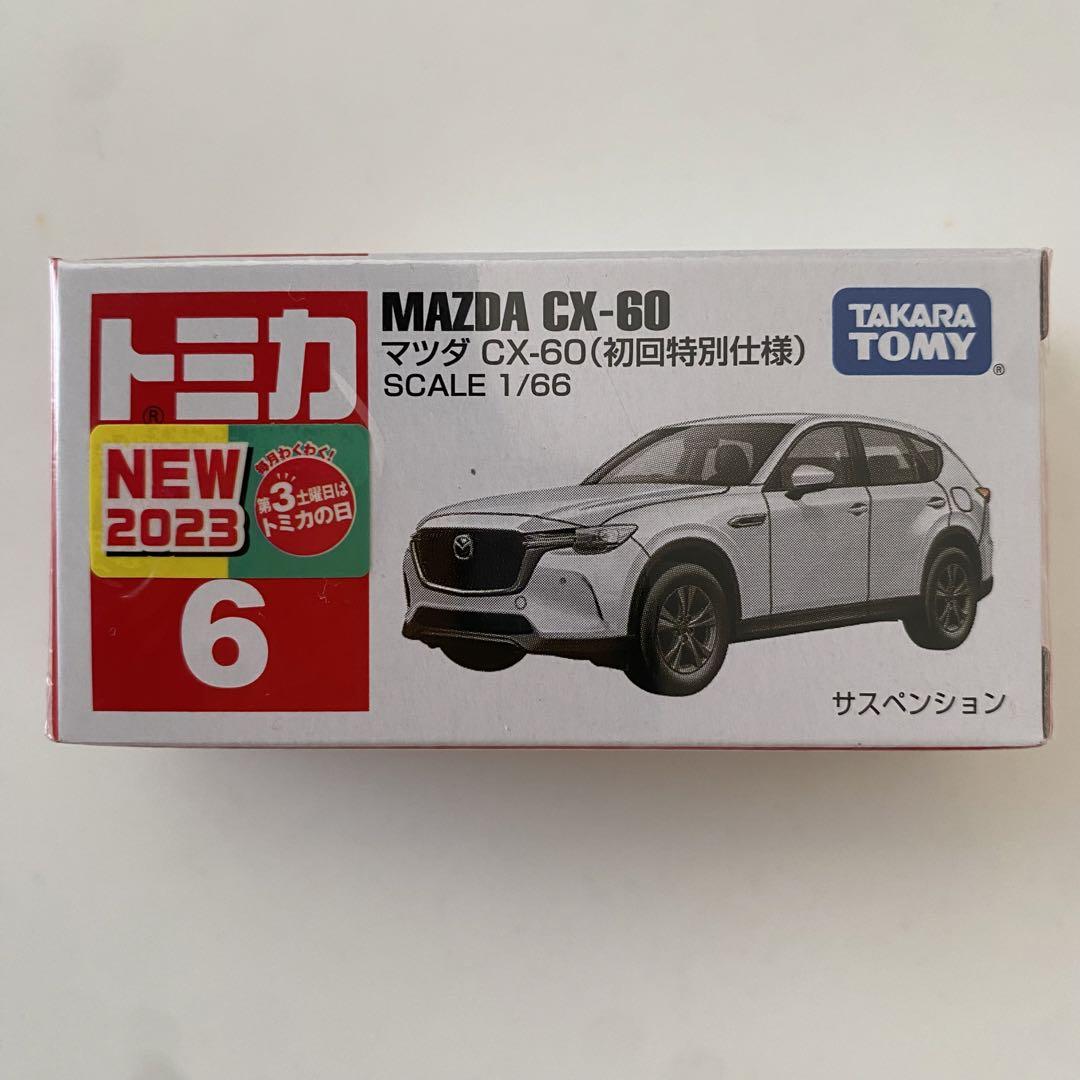 トミカ
®
NEW
2023
毎月わくわく!
第3土曜日は
トミカの日
6
MAZDA CX-60
マツダ CX-60(初回特別仕様)
SCALE 1/66
TAKARA
TOMY
®
サスペンション